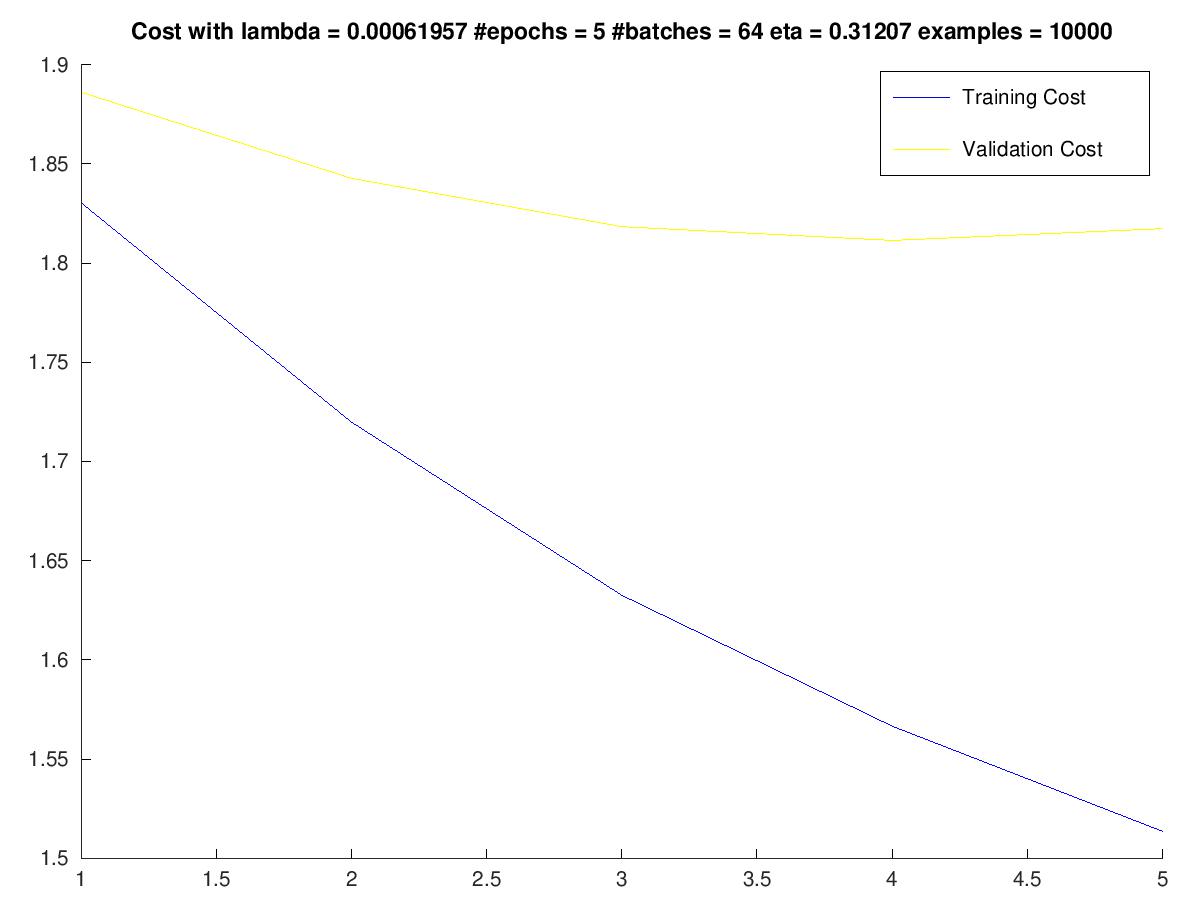 Cost with lambda = 0.00061957 #epochs = 5 #batches = 64 eta = 0.31207 examples = 10000
1.9
Training Cost
Validation Cost
1.85
1.8
1.75
1.7
1.65
1.6
1.55
1.5
1 1.5 2 2.5 3 3.5 4 4.5 5